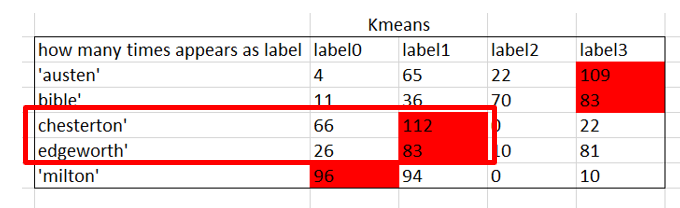 Kmeans
how many times appears as label label0 label1 label2 label3
'austen' 4 65 22 109
bible' 11 36 70 83
chesterton' 66 112 0 22
edgeworth' 26 83 10 81
'milton' 96 94 0 10